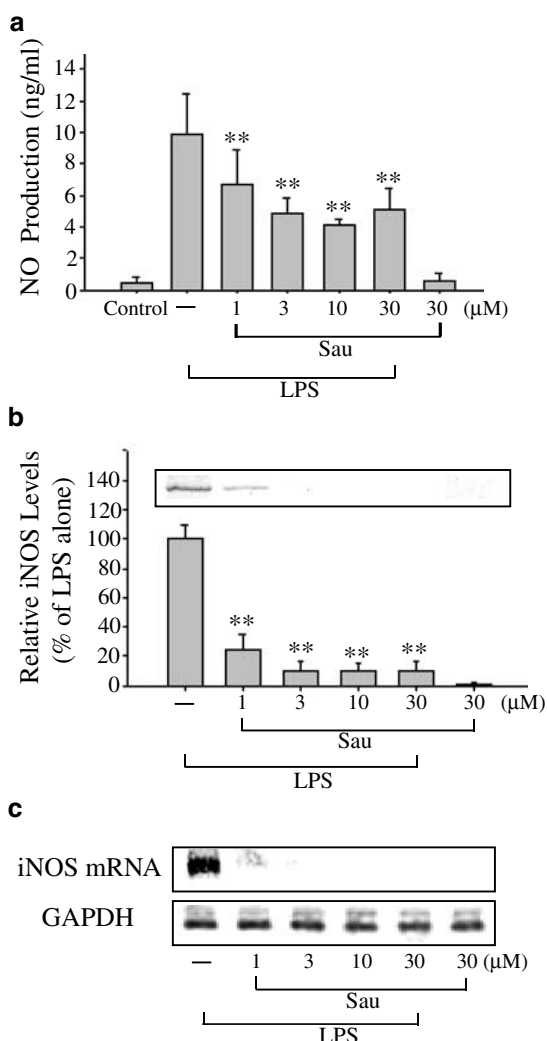 a
NO Production (ng/ml)
14
12
10
8
6
4
2
0
**
**
**
**
Control — 1 3 10 30 30 (μM)
Sau
LPS
b
Relative iNOS Levels
(% of LPS alone)
140
120
100
80
60
40
20
0
**
**
**
**
— 1 3 10 30 30 (μM)
Sau
LPS
c
iNOS mRNA
GAPDH
— 1 3 10 30 30 (μM)
Sau
LPS